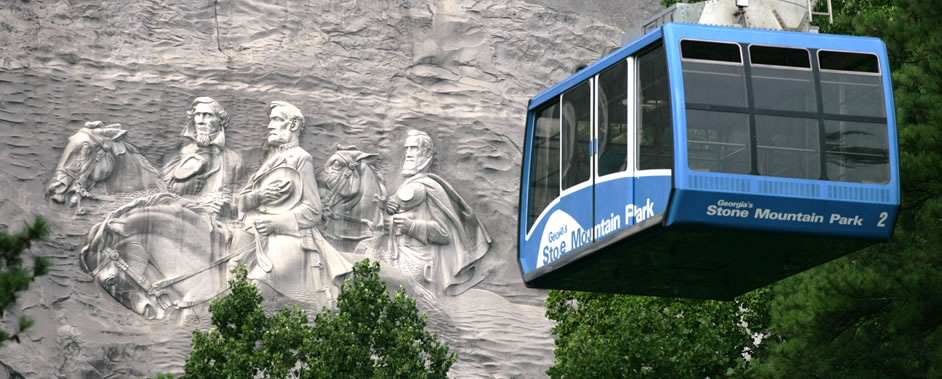 Georgia's
Stone Mountain Park
Georgia's
Stone Mountain Park 2